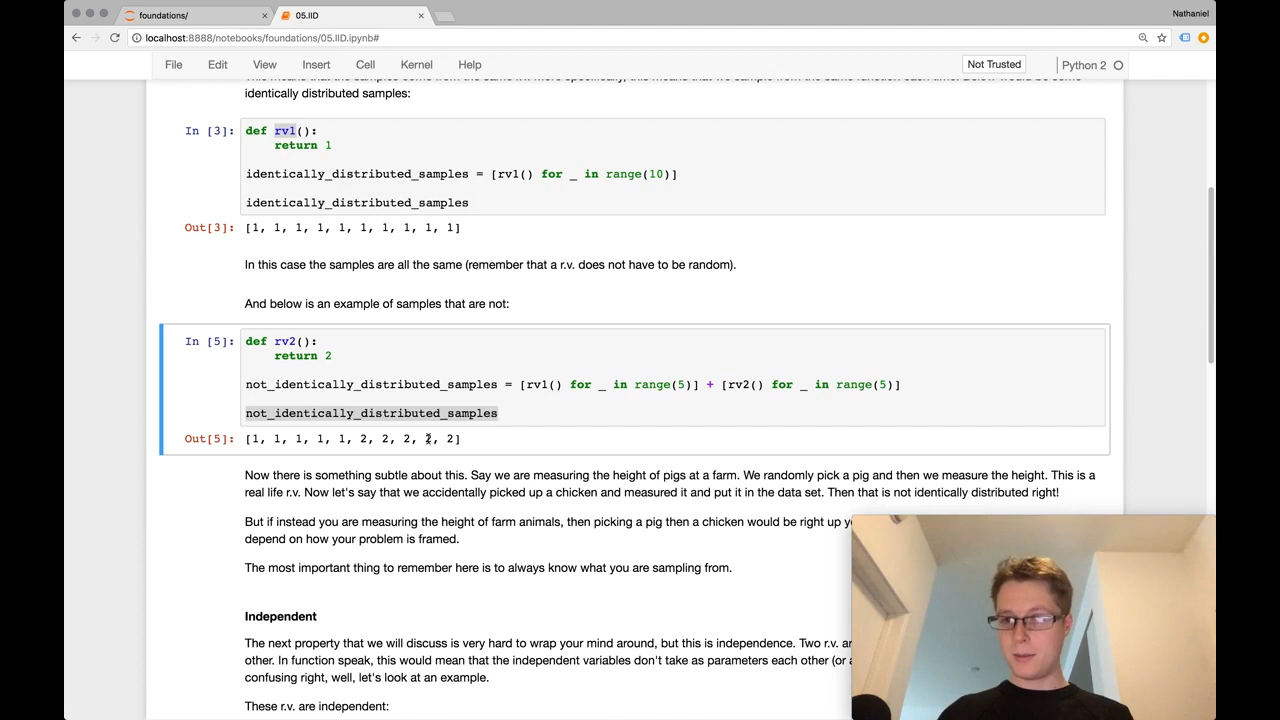 foundations/
05.IID
Nathaniel
localhost:8888/notebooks/foundations/05.IID.ipynb#
File Edit View Insert Cell Kernel Help
Not Trusted
Python 2
identically distributed samples:
In [3]: def rv1():
return 1
identically_distributed_samples = [rv1() for _ in range(10)]
identically_distributed_samples
Out[3]: [1, 1, 1, 1, 1, 1, 1, 1, 1, 1]
In this case the samples are all the same (remember that a r.v. does not have to be random).
And below is an example of samples that are not:
In [5]: def rv2():
return 2
not_identically_distributed_samples = [rv1() for _ in range(5)] + [rv2() for _ in range(5)]
not_identically_distributed_samples
Out[5]: [1, 1, 1, 1, 1, 2, 2, 2, 2, 2]
Now there is something subtle about this. Say we are measuring the height of pigs at a farm. We randomly pick a pig and then we measure the height. This is a
real life r.v. Now let's say that we accidentally picked up a chicken and measured it and put it in the data set. Then that is not identically distributed right!
But if instead you are measuring the height of farm animals, then picking a pig then a chicken would be right up
depend on how your problem is framed.
The most important thing to remember here is to always know what you are sampling from.
Independent
The next property that we will discuss is very hard to wrap your mind around, but this is independence. Two r.v.
other. In function speak, this would mean that the independent variables don't take as parameters each other (or
confusing right, well, let's look at an example.
These r.v. are independent: